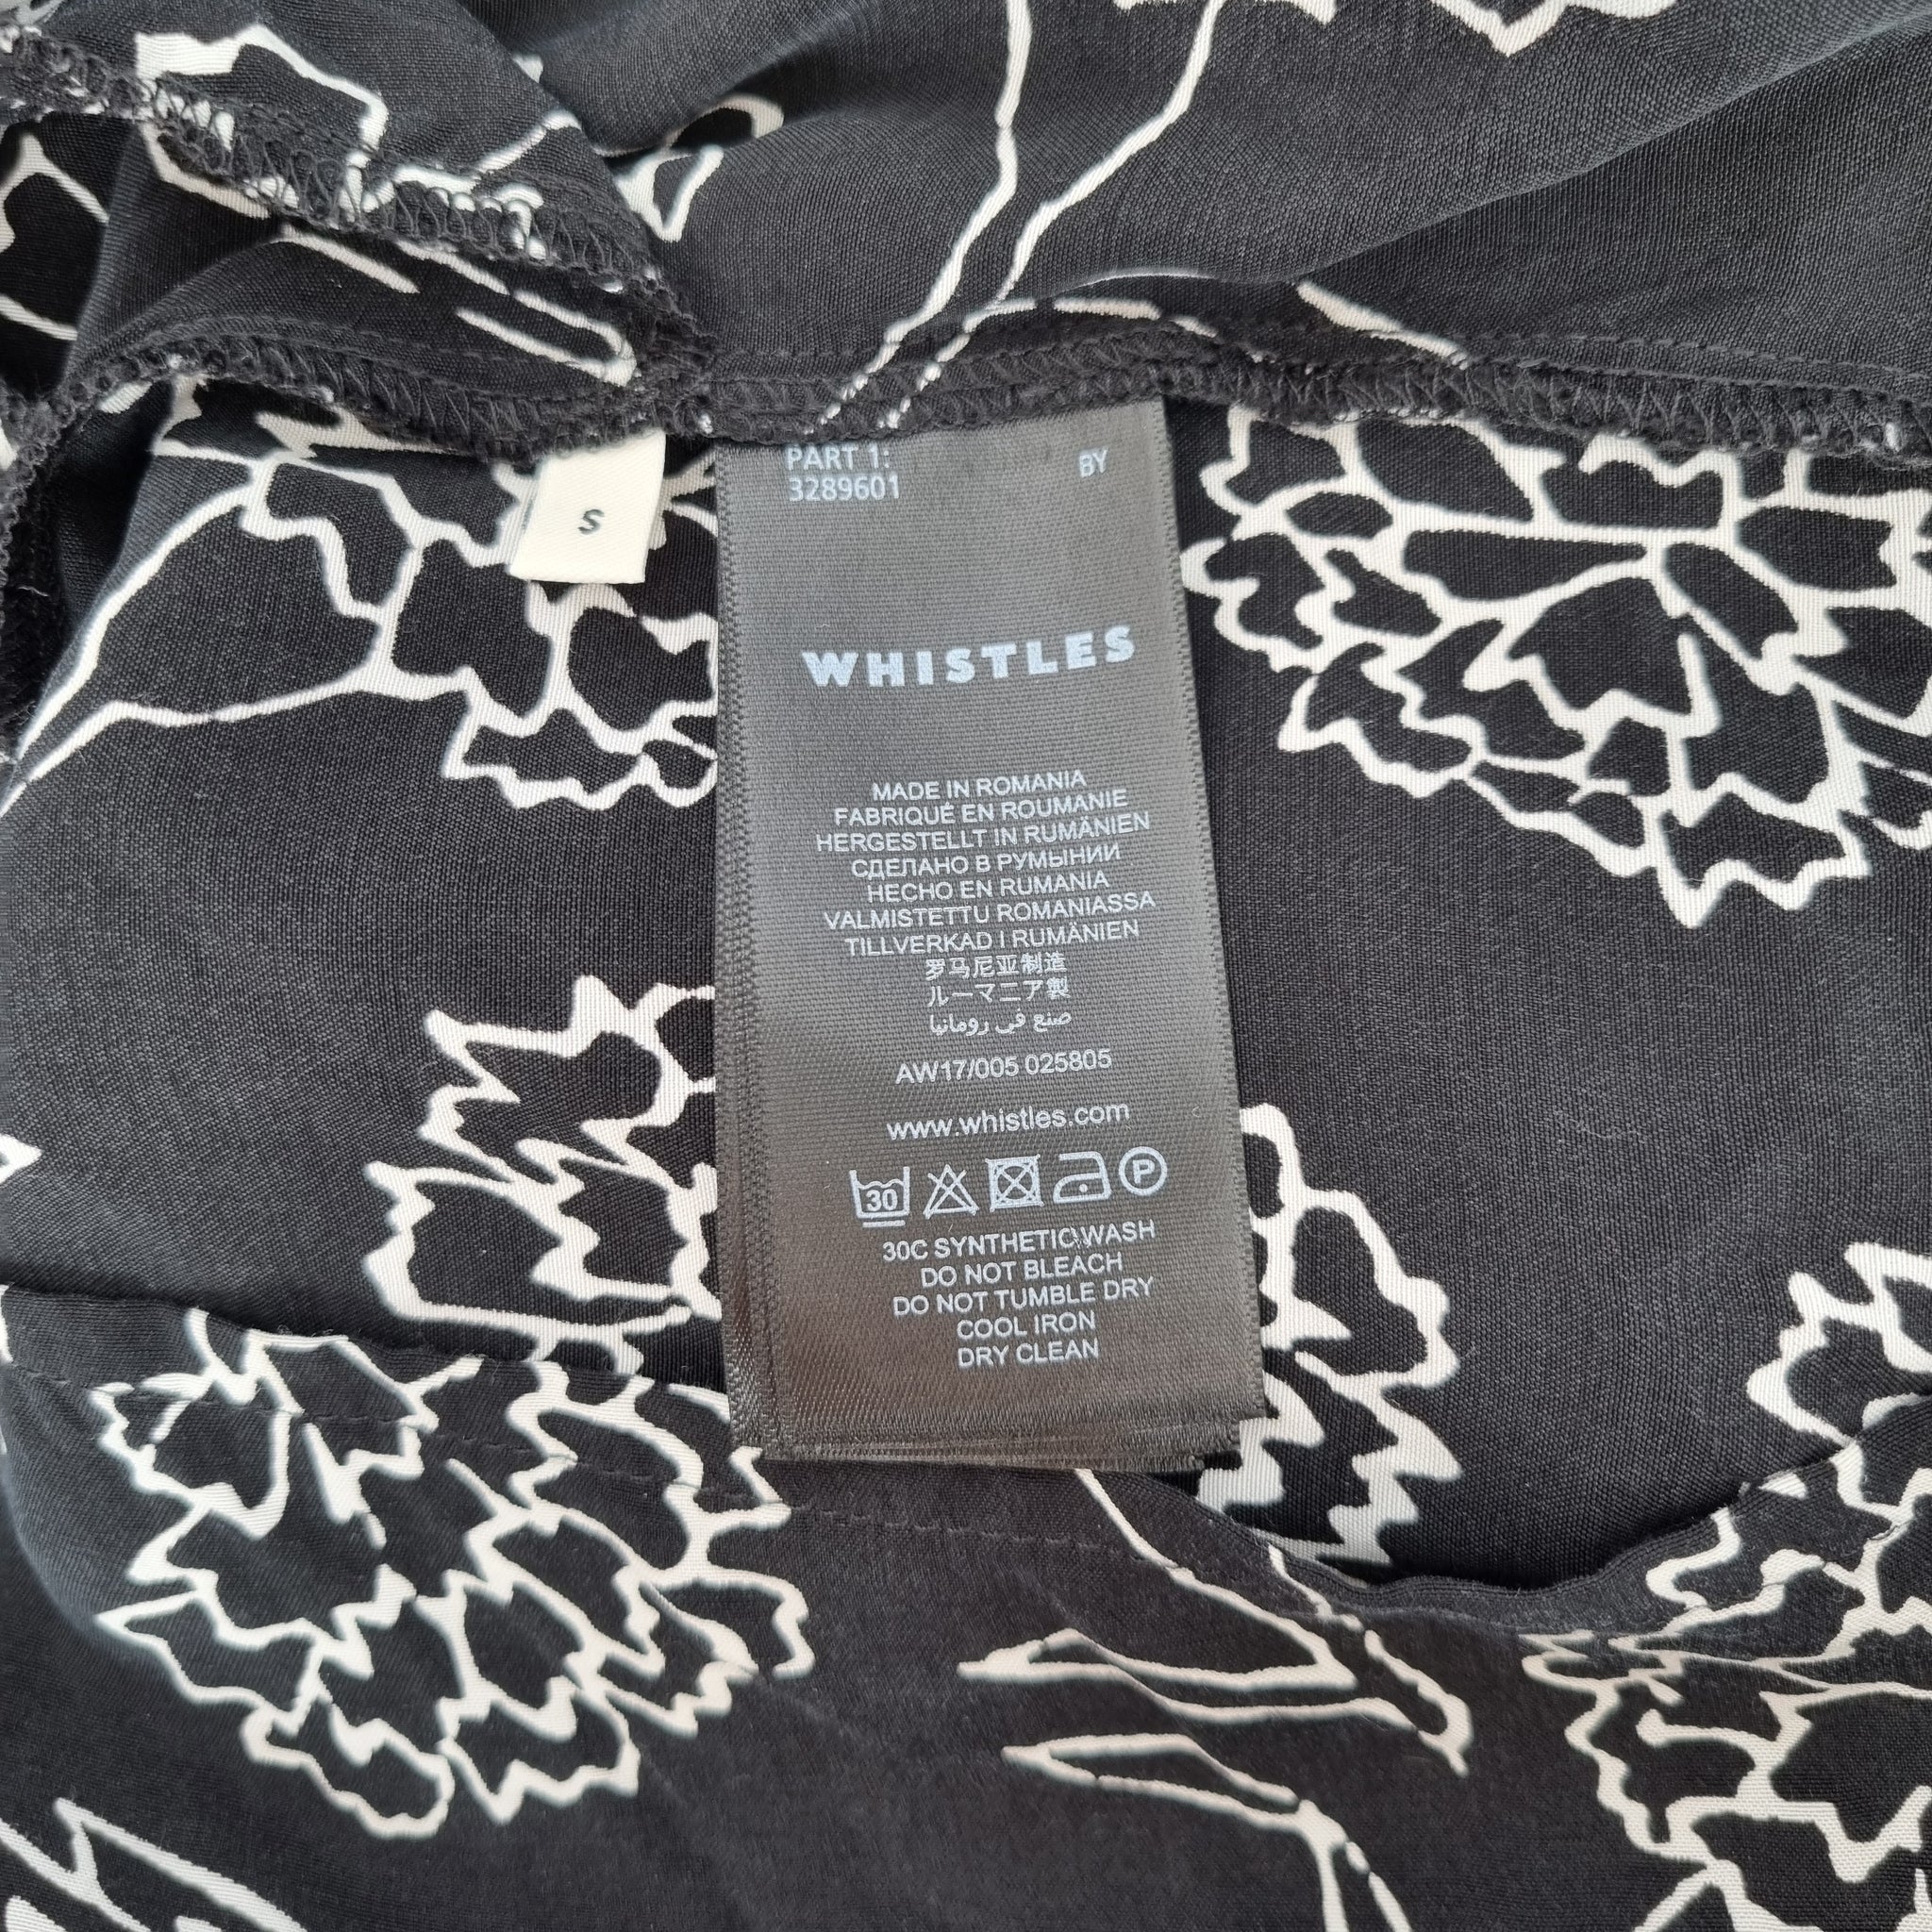 S
PART 1: BY
3289601
WHISTLES
MADE IN ROMANIA
FABRIQUÉ EN ROUMANIE
HERGESTELLT IN RUMÄNIEN
СДЕЛАНО В РУМЫНИИ
HECHO EN RUMANIA
VALMISTETTU ROMANIASSA
TILLVERKAD I RUMÄNIEN
罗马尼亚制造
ルーマニア製
صنع في رومانيا
AW17/005 025805
www.whistles.com
30 P
30C SYNTHETIC WASH
DO NOT BLEACH
DO NOT TUMBLE DRY
COOL IRON
DRY CLEAN